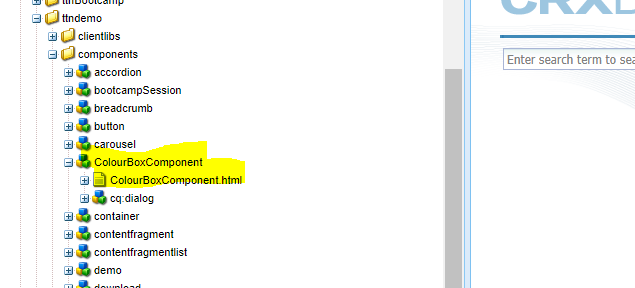 ttnBootcamp
ttndemo
clientlibs
components
accordion
bootcampSession
breadcrumb
button
carousel
ColourBoxComponent
ColourBoxComponent.html
cq:dialog
container
contentfragment
contentfragmentlist
demo
download
CRX
Enter search term to sea